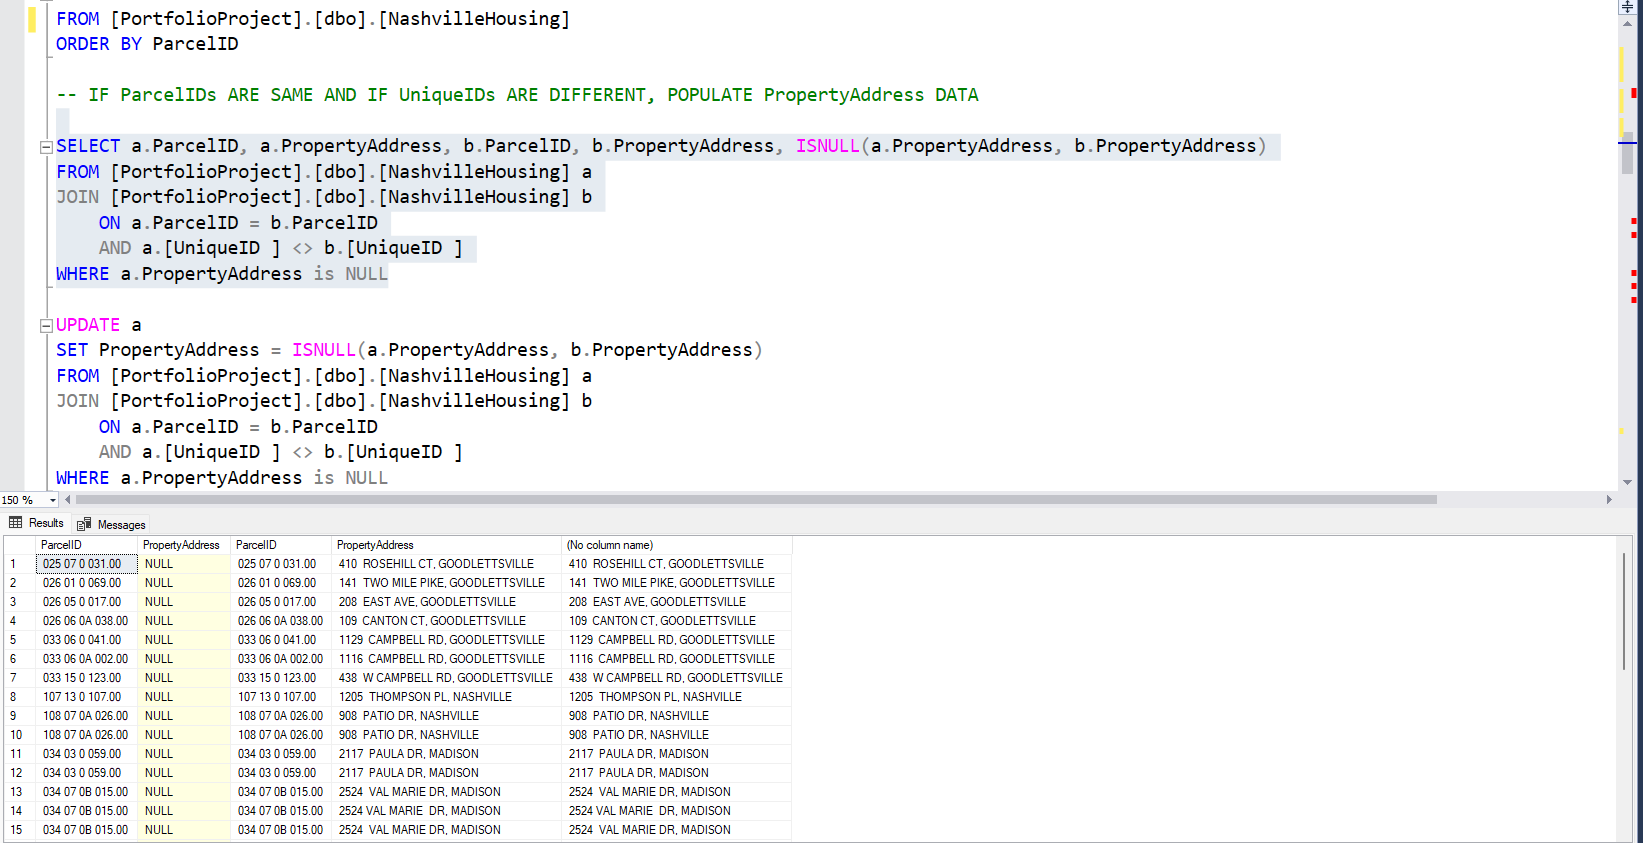 FROM [PortfolioProject].[dbo].[NashvilleHousing]
ORDER BY ParcelID
-- IF ParcelIDs ARE SAME AND IF UniqueIDs ARE DIFFERENT, POPULATE PropertyAddress DATA
SELECT a.ParcelID, a.PropertyAddress, b.ParcelID, b.PropertyAddress, ISNULL(a.PropertyAddress, b.PropertyAddress)
FROM [PortfolioProject].[dbo].[NashvilleHousing] a
JOIN [PortfolioProject].[dbo].[NashvilleHousing] b
ON a.ParcelID = b.ParcelID
AND a.[UniqueID ] <> b.[UniqueID ]
WHERE a.PropertyAddress is NULL
UPDATE a
SET PropertyAddress = ISNULL(a.PropertyAddress, b.PropertyAddress)
FROM [PortfolioProject].[dbo].[NashvilleHousing] a
JOIN [PortfolioProject].[dbo].[NashvilleHousing] b
ON a.ParcelID = b.ParcelID
AND a.[UniqueID ] <> b.[UniqueID ]
WHERE a.PropertyAddress is NULL
150 %
Results Messages
ParcelID PropertyAddress ParcelID PropertyAddress (No column name)
1 025 07 0 031.00 NULL 025 07 0 031.00 410  ROSEHILL CT, GOODLETTSVILLE 410  ROSEHILL CT, GOODLETTSVILLE
2 026 01 0 069.00 NULL 026 01 0 069.00 141  TWO MILE PIKE, GOODLETTSVILLE 141  TWO MILE PIKE, GOODLETTSVILLE
3 026 05 0 017.00 NULL 026 05 0 017.00 208  EAST AVE, GOODLETTSVILLE 208  EAST AVE, GOODLETTSVILLE
4 026 06 0A 038.00 NULL 026 06 0A 038.00 109  CANTON CT, GOODLETTSVILLE 109  CANTON CT, GOODLETTSVILLE
5 033 06 0 041.00 NULL 033 06 0 041.00 1129  CAMPBELL RD, GOODLETTSVILLE 1129  CAMPBELL RD, GOODLETTSVILLE
6 033 06 0A 002.00 NULL 033 06 0A 002.00 1116  CAMPBELL RD, GOODLETTSVILLE 1116  CAMPBELL RD, GOODLETTSVILLE
7 033 15 0 123.00 NULL 033 15 0 123.00 438  W CAMPBELL RD, GOODLETTSVILLE 438  W CAMPBELL RD, GOODLETTSVILLE
8 107 13 0 107.00 NULL 107 13 0 107.00 1205  THOMPSON PL, NASHVILLE 1205  THOMPSON PL, NASHVILLE
9 108 07 0A 026.00 NULL 108 07 0A 026.00 908  PATIO DR, NASHVILLE 908  PATIO DR, NASHVILLE
10 108 07 0A 026.00 NULL 108 07 0A 026.00 908  PATIO DR, NASHVILLE 908  PATIO DR, NASHVILLE
11 034 03 0 059.00 NULL 034 03 0 059.00 2117  PAULA DR, MADISON 2117  PAULA DR, MADISON
12 034 03 0 059.00 NULL 034 03 0 059.00 2117  PAULA DR, MADISON 2117  PAULA DR, MADISON
13 034 07 0B 015.00 NULL 034 07 0B 015.00 2524  VAL MARIE DR, MADISON 2524  VAL MARIE DR, MADISON
14 034 07 0B 015.00 NULL 034 07 0B 015.00 2524 VAL MARIE  DR, MADISON 2524 VAL MARIE  DR, MADISON
15 034 07 0B 015.00 NULL 034 07 0B 015.00 2524  VAL MARIE DR, MADISON 2524  VAL MARIE DR, MADISON